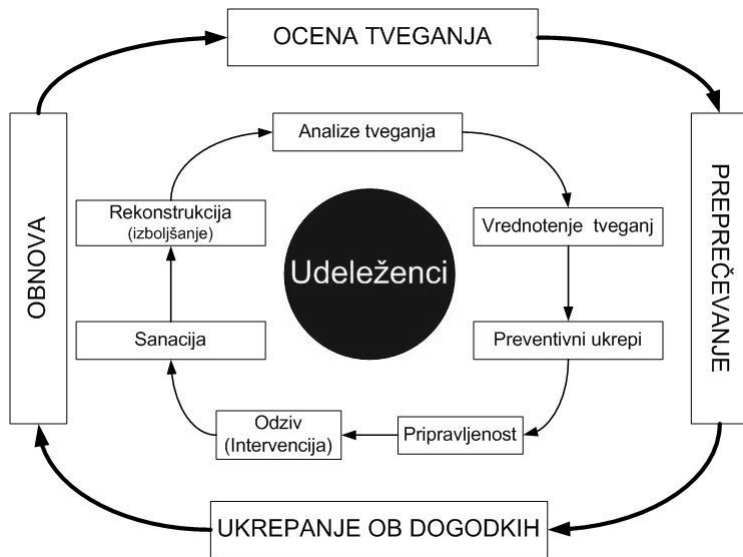 OCENA TVEGANJA
Analize tveganja
Rekonstrukcija
(izboljšanje)
Vrednotenje tveganj
OBNOVA
Udeleženci
PREPREČEVANJE
Sanacija
Preventivni ukrepi
Odziv
(Intervencija)
Pripravljenost
UKREPANJE OB DOGODKIH